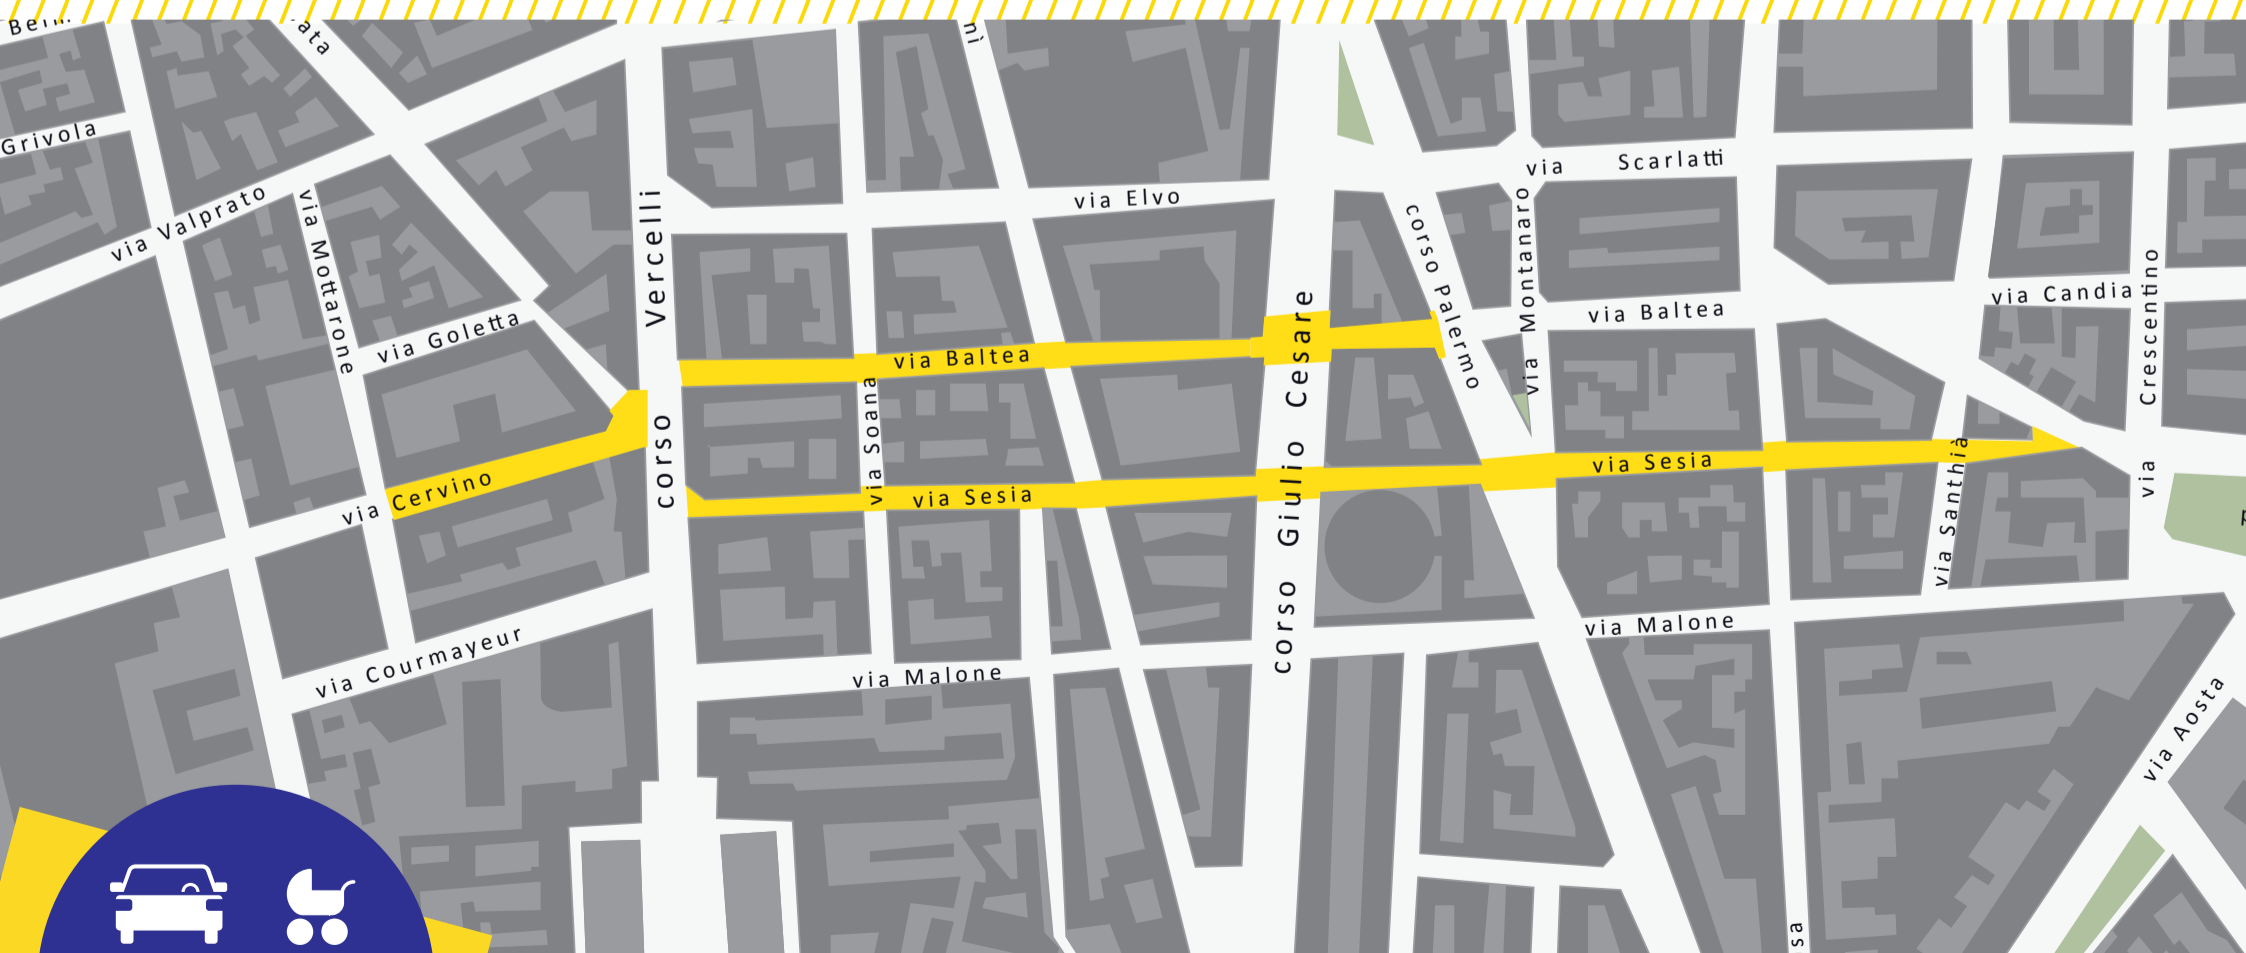 Grivola
via Valprato
via Mottarone
via Goletta
via Cervino
via Courmayeur
corso Vercelli
via Elvo
via Baltea
via Soana
via Sesia
via Malone
corso Giulio Cesare
corso Palermo
via Montanaro
via
via Scarlatti
via Baltea
via Sesia
via Malone
via Candia
via Crescentino
via Santhià
via Aosta